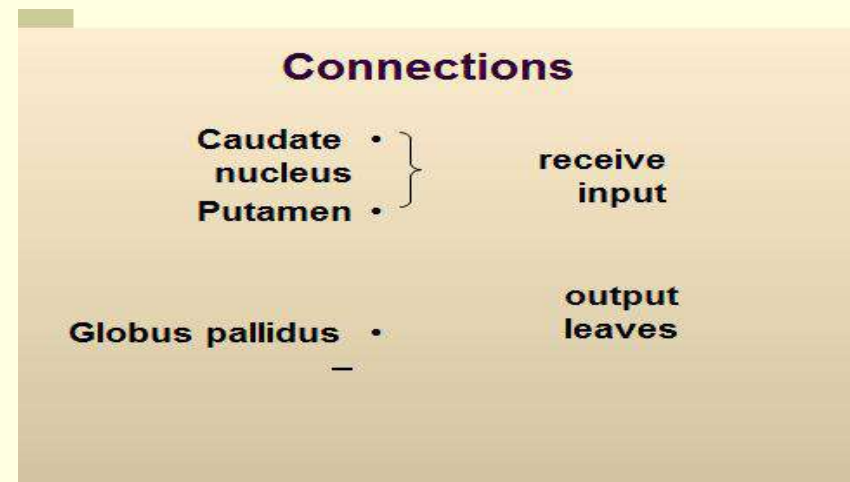 Connections
Caudate •
nucleus
Putamen •
receive
input
Globus pallidus •
–
output
leaves